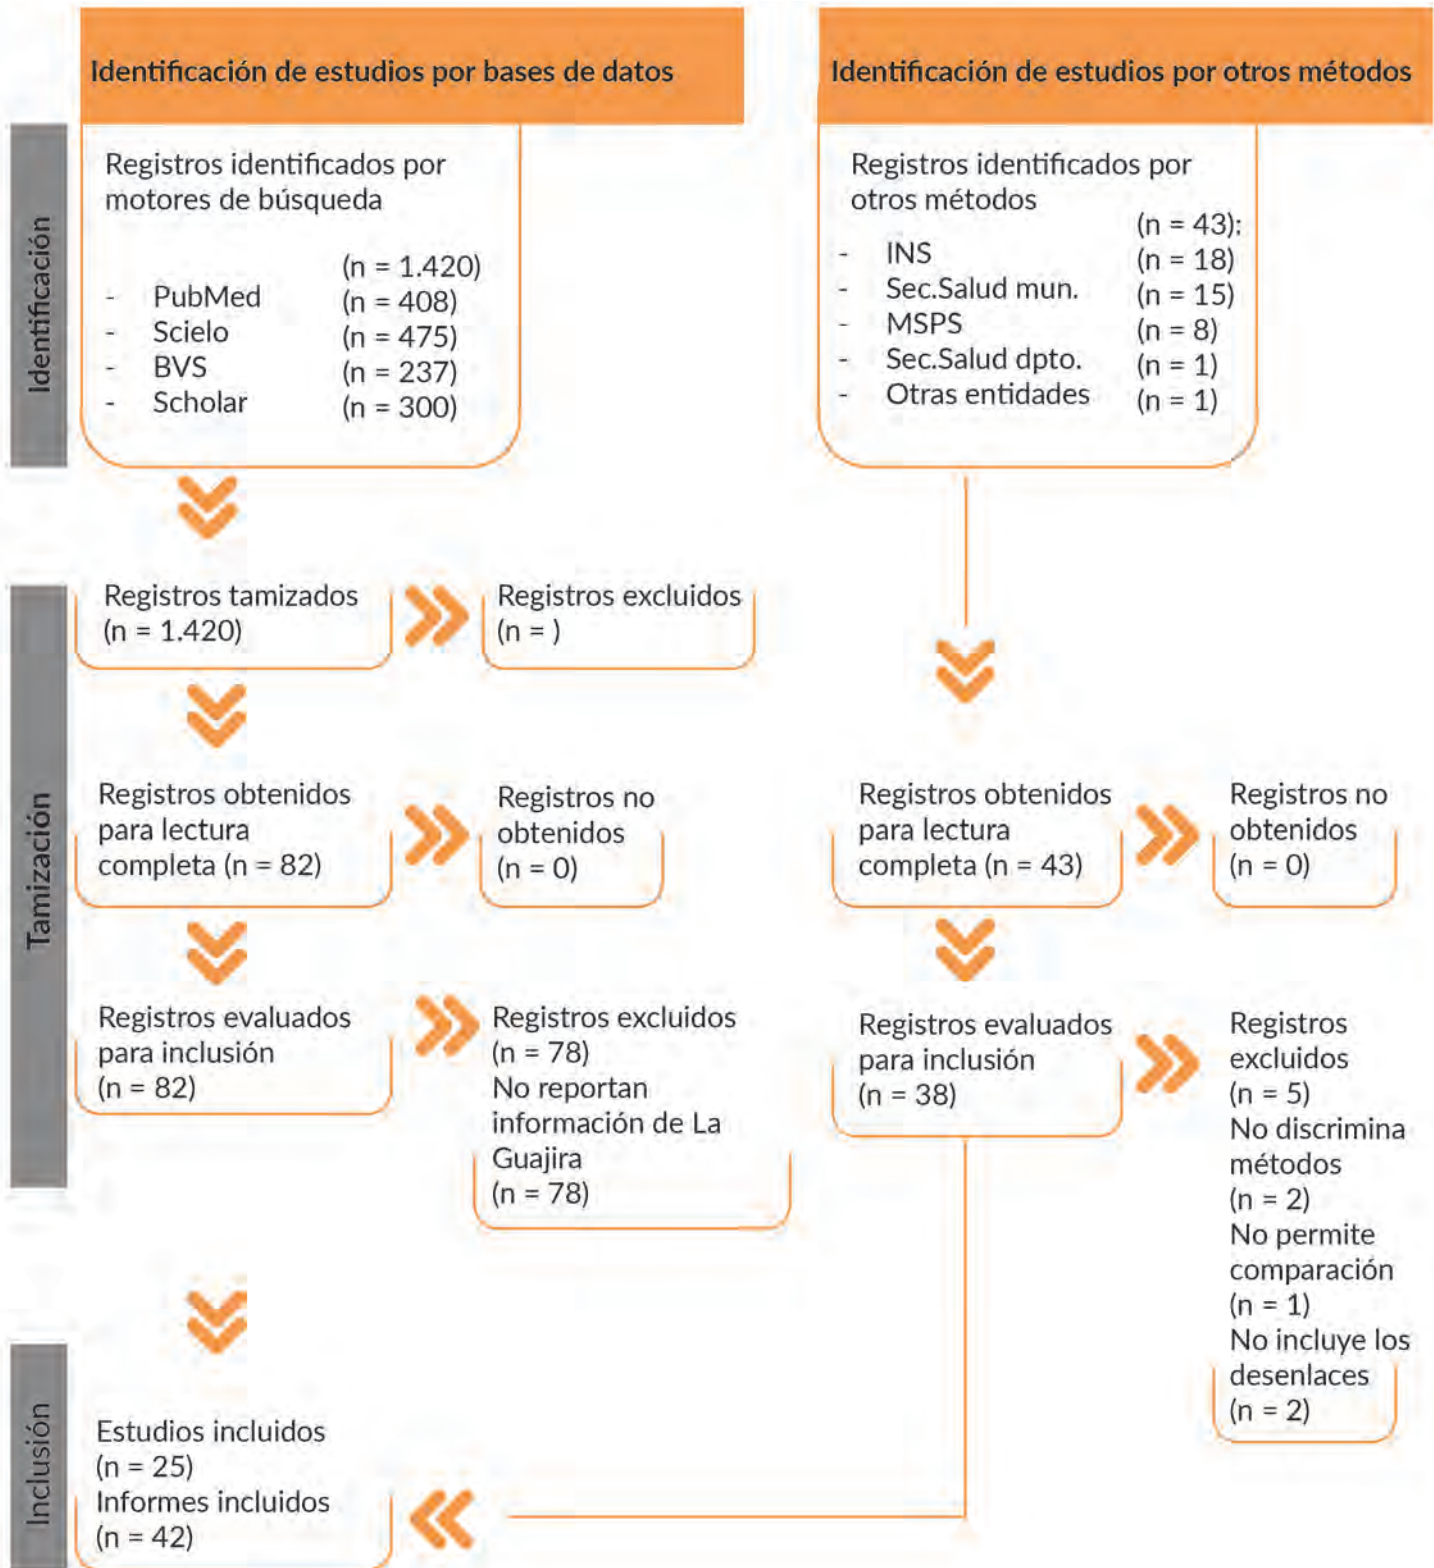 Identificación de estudios por bases de datos
Identificación
Registros identificados por
motores de búsqueda
(n = 1.420)
- PubMed (n = 408)
- Scielo (n = 475)
- BVS (n = 237)
- Scholar (n = 300)
Identificación de estudios por otros métodos
Registros identificados por
otros métodos
(n = 43):
- INS (n = 18)
- Sec.Salud mun. (n = 15)
- MSPS (n = 8)
- Sec.Salud dpto. (n = 1)
- Otras entidades (n = 1)
Tamización
Registros tamizados
(n = 1.420)
Registros excluidos
(n = )
Registros obtenidos
para lectura
completa (n = 82)
Registros no
obtenidos
(n = 0)
Registros obtenidos
para lectura
completa (n = 43)
Registros no
obtenidos
(n = 0)
Registros evaluados
para inclusión
(n = 82)
Registros excluidos
(n = 78)
No reportan
información de La
Guajira
(n = 78)
Registros evaluados
para inclusión
(n = 38)
Registros
excluidos
(n = 5)
No discrimina
métodos
(n = 2)
No permite
comparación
(n = 1)
No incluye los
desenlaces
(n = 2)
Inclusión
Estudios incluidos
(n = 25)
Informes incluidos
(n = 42)